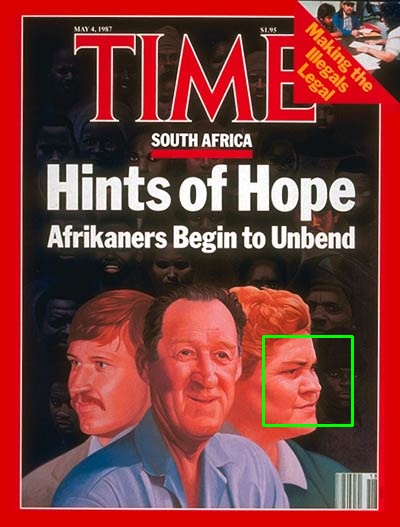 MAY 4, 1987
$1.95
Making the
Illegals
Legal
TIME
SOUTH AFRICA
Hints of Hope
Afrikaners Begin to Unbend